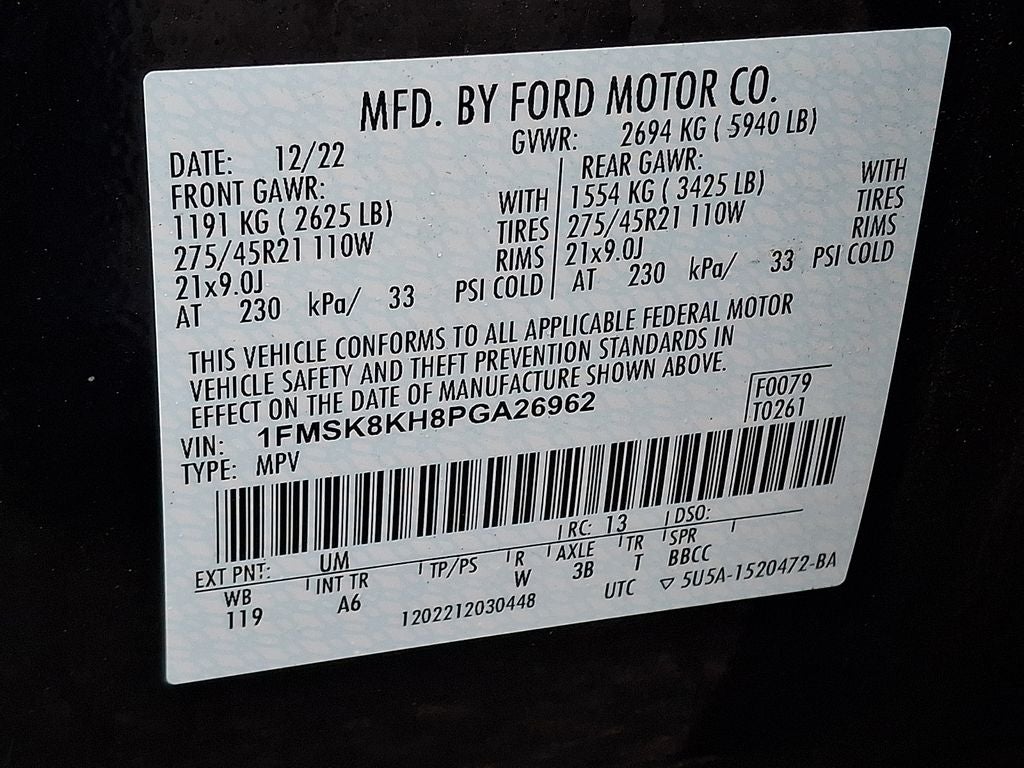 MFD. BY FORD MOTOR CO.
DATE: 12/22 GVWR: 2694 KG ( 5940 LB)
FRONT GAWR: REAR GAWR:
1191 KG ( 2625 LB) WITH 1554 KG ( 3425 LB) WITH
275/45R21 110W TIRES 275/45R21 110W TIRES
21x9.0J RIMS 21x9.0J RIMS
AT 230 kPa/ 33 PSI COLD AT 230 kPa/ 33 PSI COLD
THIS VEHICLE CONFORMS TO ALL APPLICABLE FEDERAL MOTOR
VEHICLE SAFETY AND THEFT PREVENTION STANDARDS IN
EFFECT ON THE DATE OF MANUFACTURE SHOWN ABOVE.
VIN: 1FMSK8KH8PGA26962 F0079
TYPE: MPV T0261
EXT PNT: UM RC: 13 DSO:
WB INT TR TP/PS R AXLE TR SPR
119 A6 W 3B T BBCC
1202212030448 UTC ▽ 5U5A-1520472-BA